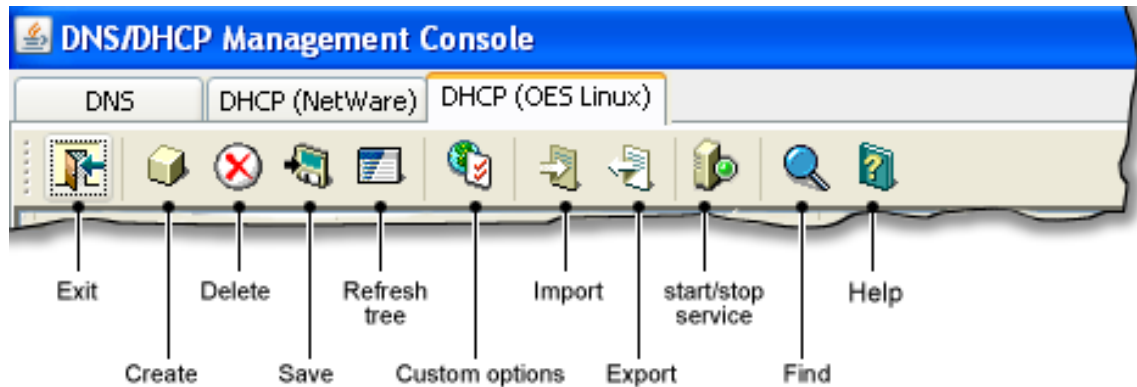 DNS/DHCP Management Console
DNS
DHCP (NetWare)
DHCP (OES Linux)
Exit
Delete
Refresh
tree
Import
start/stop
service
Help
Create
Save
Custom options
Export
Find